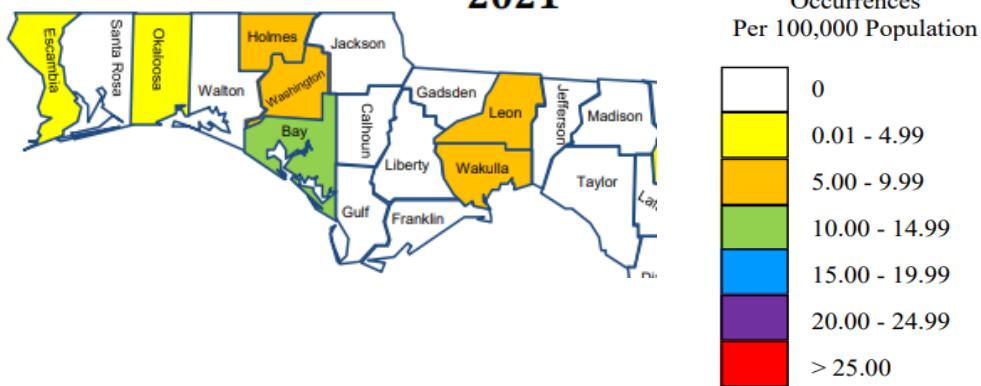 2021
Occurrences
Per 100,000 Population
Escambia
Santa Rosa
Okaloosa
Walton
Holmes
Washington
Jackson
Bay
Calhoun
Gulf
Liberty
Gadsden
Franklin
Leon
Wakulla
Jefferson
Madison
Taylor
0
0.01 - 4.99
5.00 - 9.99
10.00 - 14.99
15.00 - 19.99
20.00 - 24.99
> 25.00